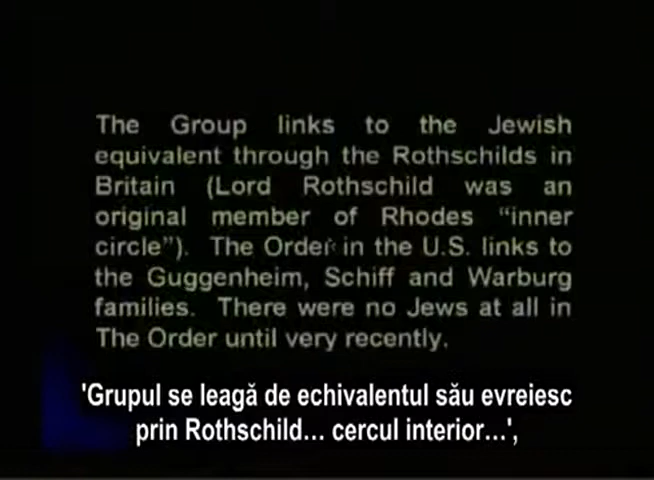 The Group links to the Jewish
equivalent through the Rothschilds in
Britain (Lord Rothschild was an
original member of Rhodes “inner
circle”). The Order in the U.S. links to
the Guggenheim, Schiff and Warburg
families. There were no Jews at all in
The Order until very recently.
'Grupul se leagă de echivalentul său evreiesc
prin Rothschild... cercul interior...',